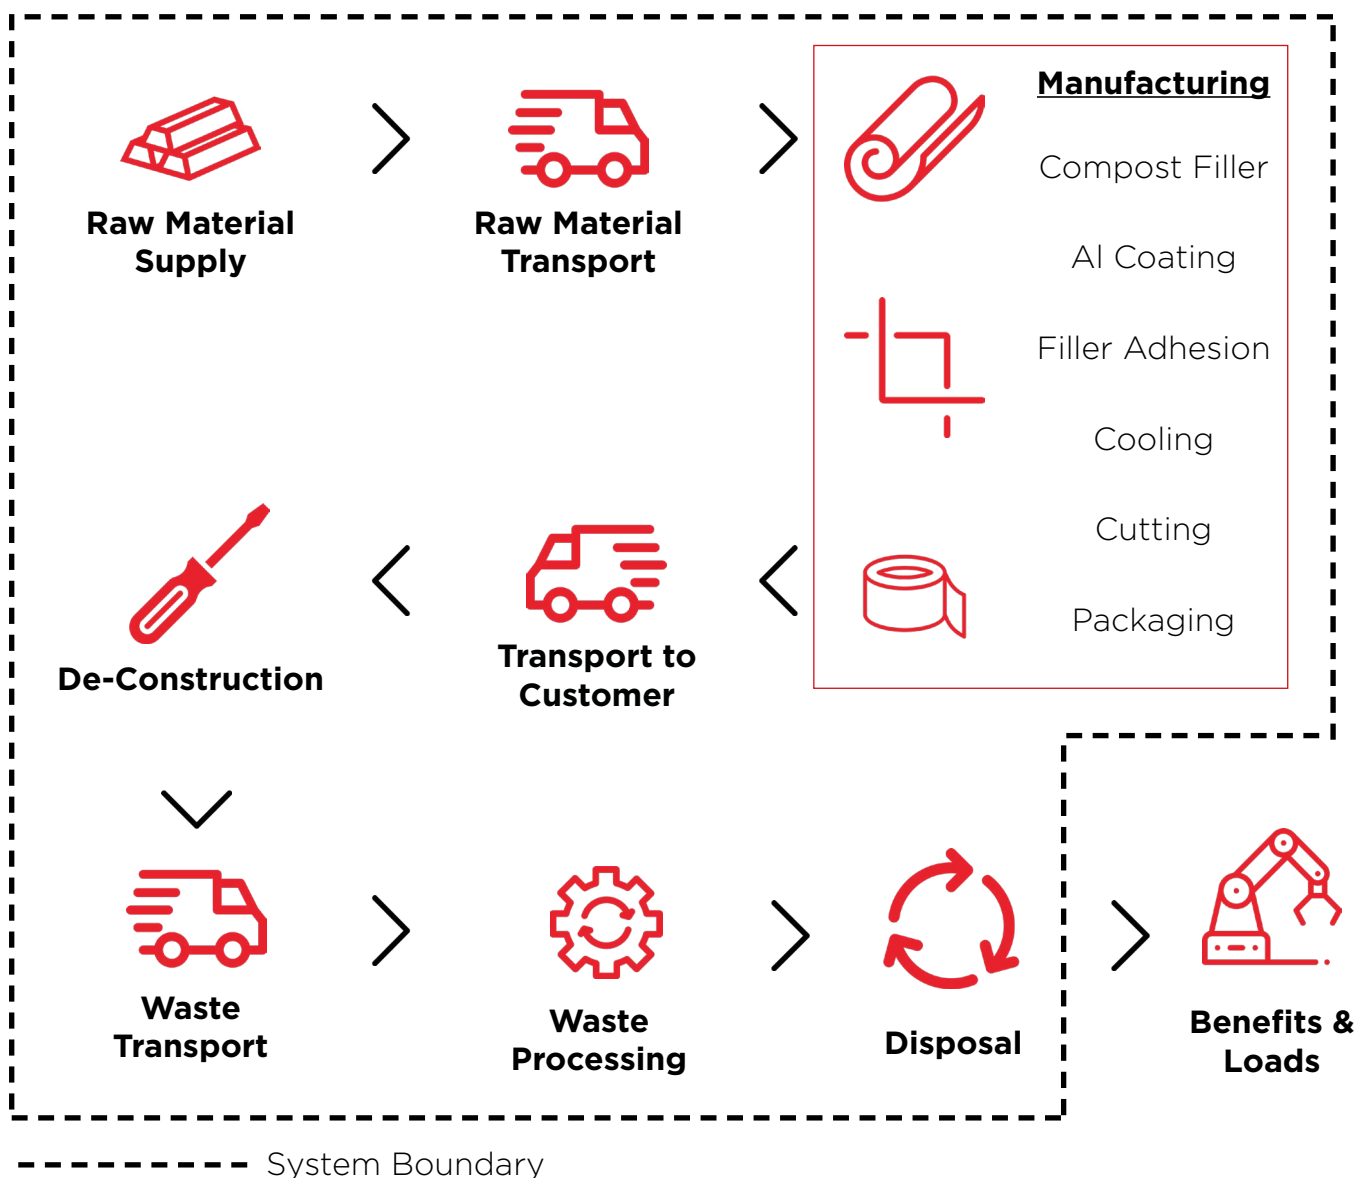 Raw Material
Supply
Raw Material
Transport
Manufacturing
Compost Filler
Al Coating
Filler Adhesion
Cooling
Cutting
Packaging
Transport to
Customer
De-Construction
Waste
Transport
Waste
Processing
Disposal
Benefits &
Loads
System Boundary